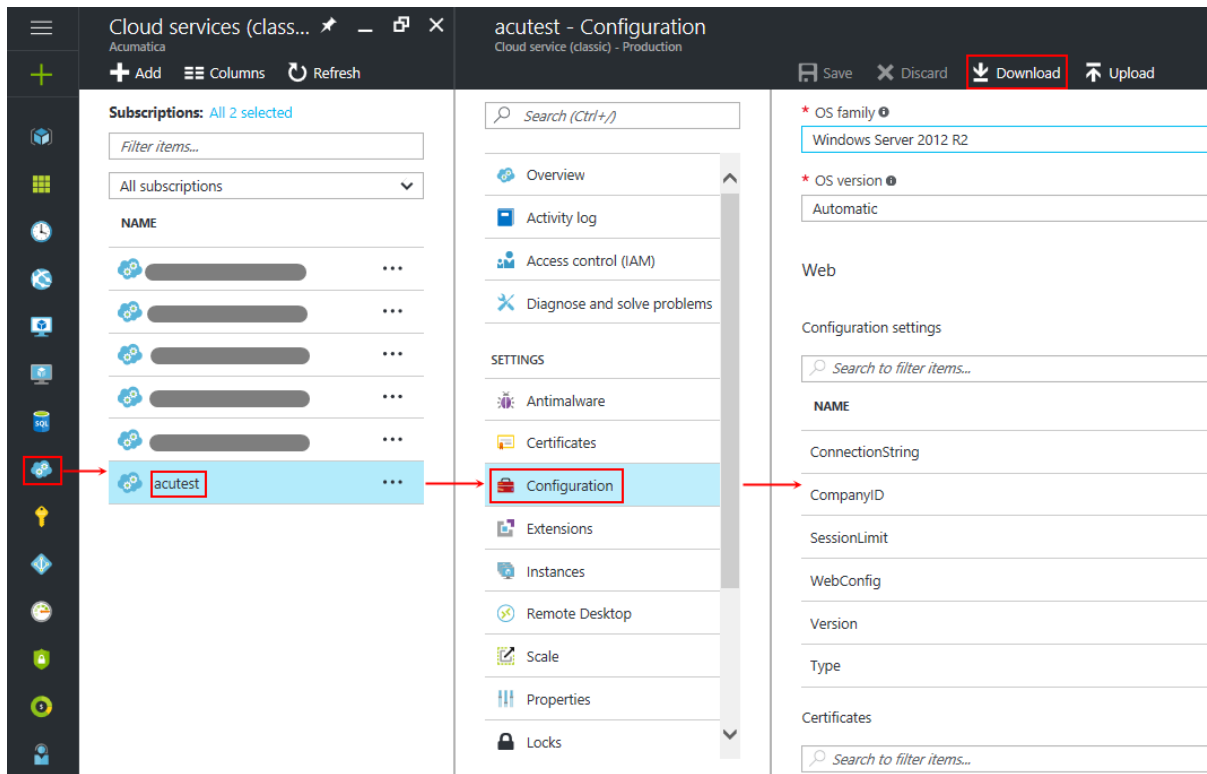 Cloud services (class...
Acumatica
Add Columns Refresh
Subscriptions: All 2 selected
Filter items...
All subscriptions
NAME
acutest
acutest - Configuration
Cloud service (classic) - Production
Search (Ctrl+/)
Overview
Activity log
Access control (IAM)
Diagnose and solve problems
SETTINGS
Antimalware
Certificates
Configuration
Extensions
Instances
Remote Desktop
Scale
Properties
Locks
Save Discard Download Upload
* OS family
Windows Server 2012 R2
* OS version
Automatic
Web
Configuration settings
Search to filter items...
NAME
ConnectionString
CompanyID
SessionLimit
WebConfig
Version
Type
Certificates
Search to filter items...
SQL